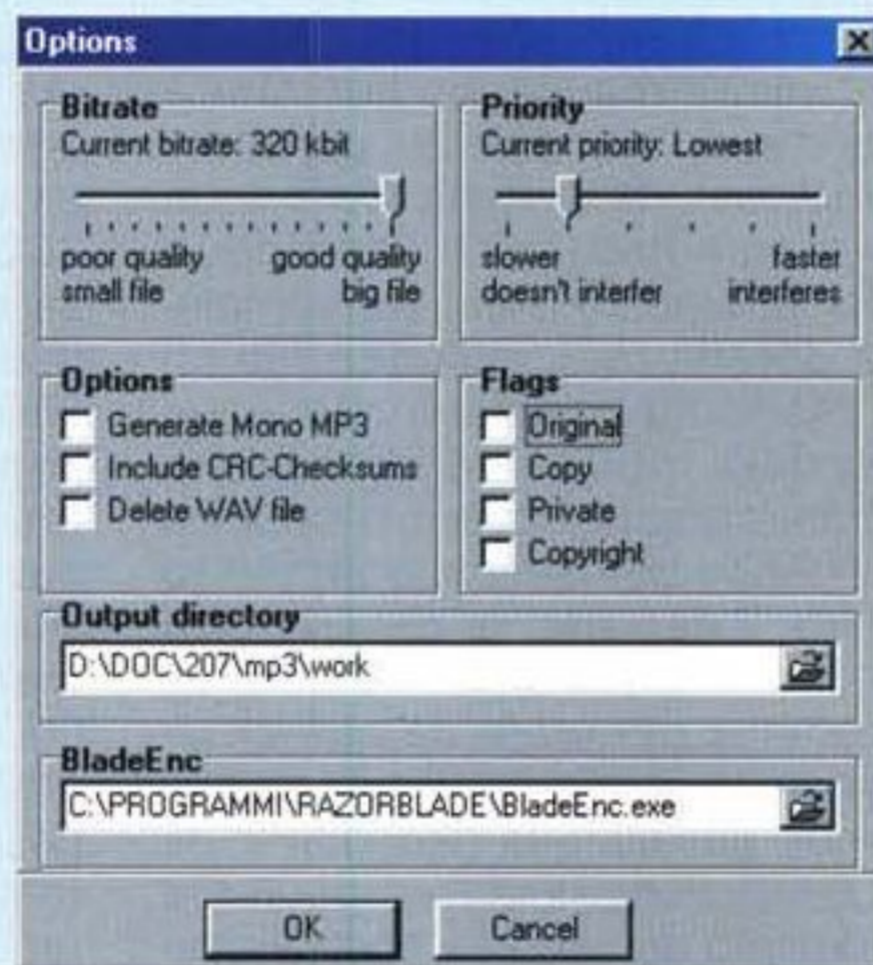 Options
Bitrate
Current bitrate: 320 kbit
poor quality good quality
small file big file
Priority
Current priority: Lowest
slower faster
doesn't interfer interferes
Options
Generate Mono MP3
Include CRC-Checksums
Delete WAV file
Flags
Original
Copy
Private
Copyright
Output directory
D:\DOC\207\mp3\work
BladeEnc
C:\PROGRAMMI\RAZORBLADE\BladeEnc.exe
OK
Cancel